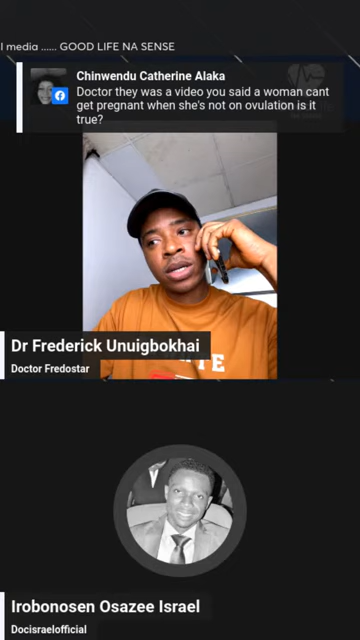 l media ...... GOOD LIFE NA SENSE
Chinwendu Catherine Alaka
Doctor they was a video you said a woman cant
get pregnant when she's not on ovulation is it
true?
Dr Frederick Unuigbokhai
Doctor Fredostar
Irobonosen Osazee Israel
Docisraelofficial